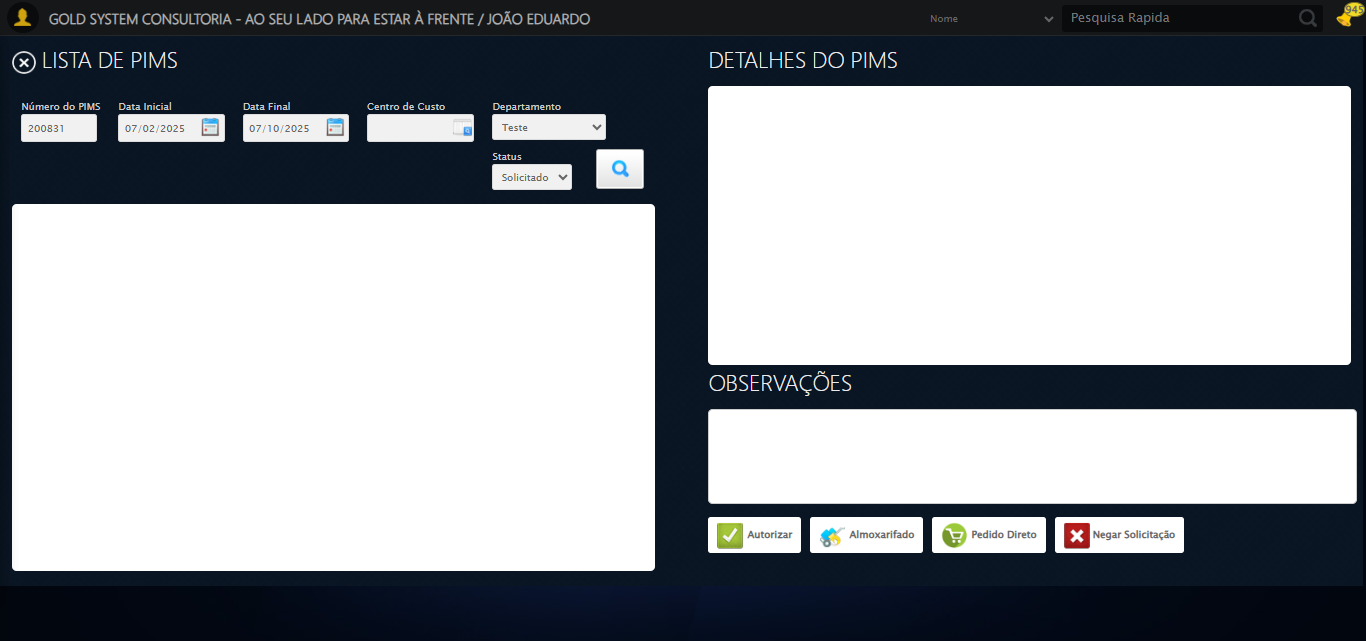 GOLD SYSTEM CONSULTORIA - AO SEU LADO PARA ESTAR À FRENTE / JOÃO EDUARDO
Nome
Pesquisa Rapida
945
LISTA DE PIMS
Número do PIMS
Data Inicial
Data Final
Centro de Custo
Departamento
200831
07/02/2025
07/10/2025
Teste
Status
Solicitado
DETALHES DO PIMS
OBSERVAÇÕES
Autorizar
Almoxarifado
Pedido Direto
Negar Solicitação